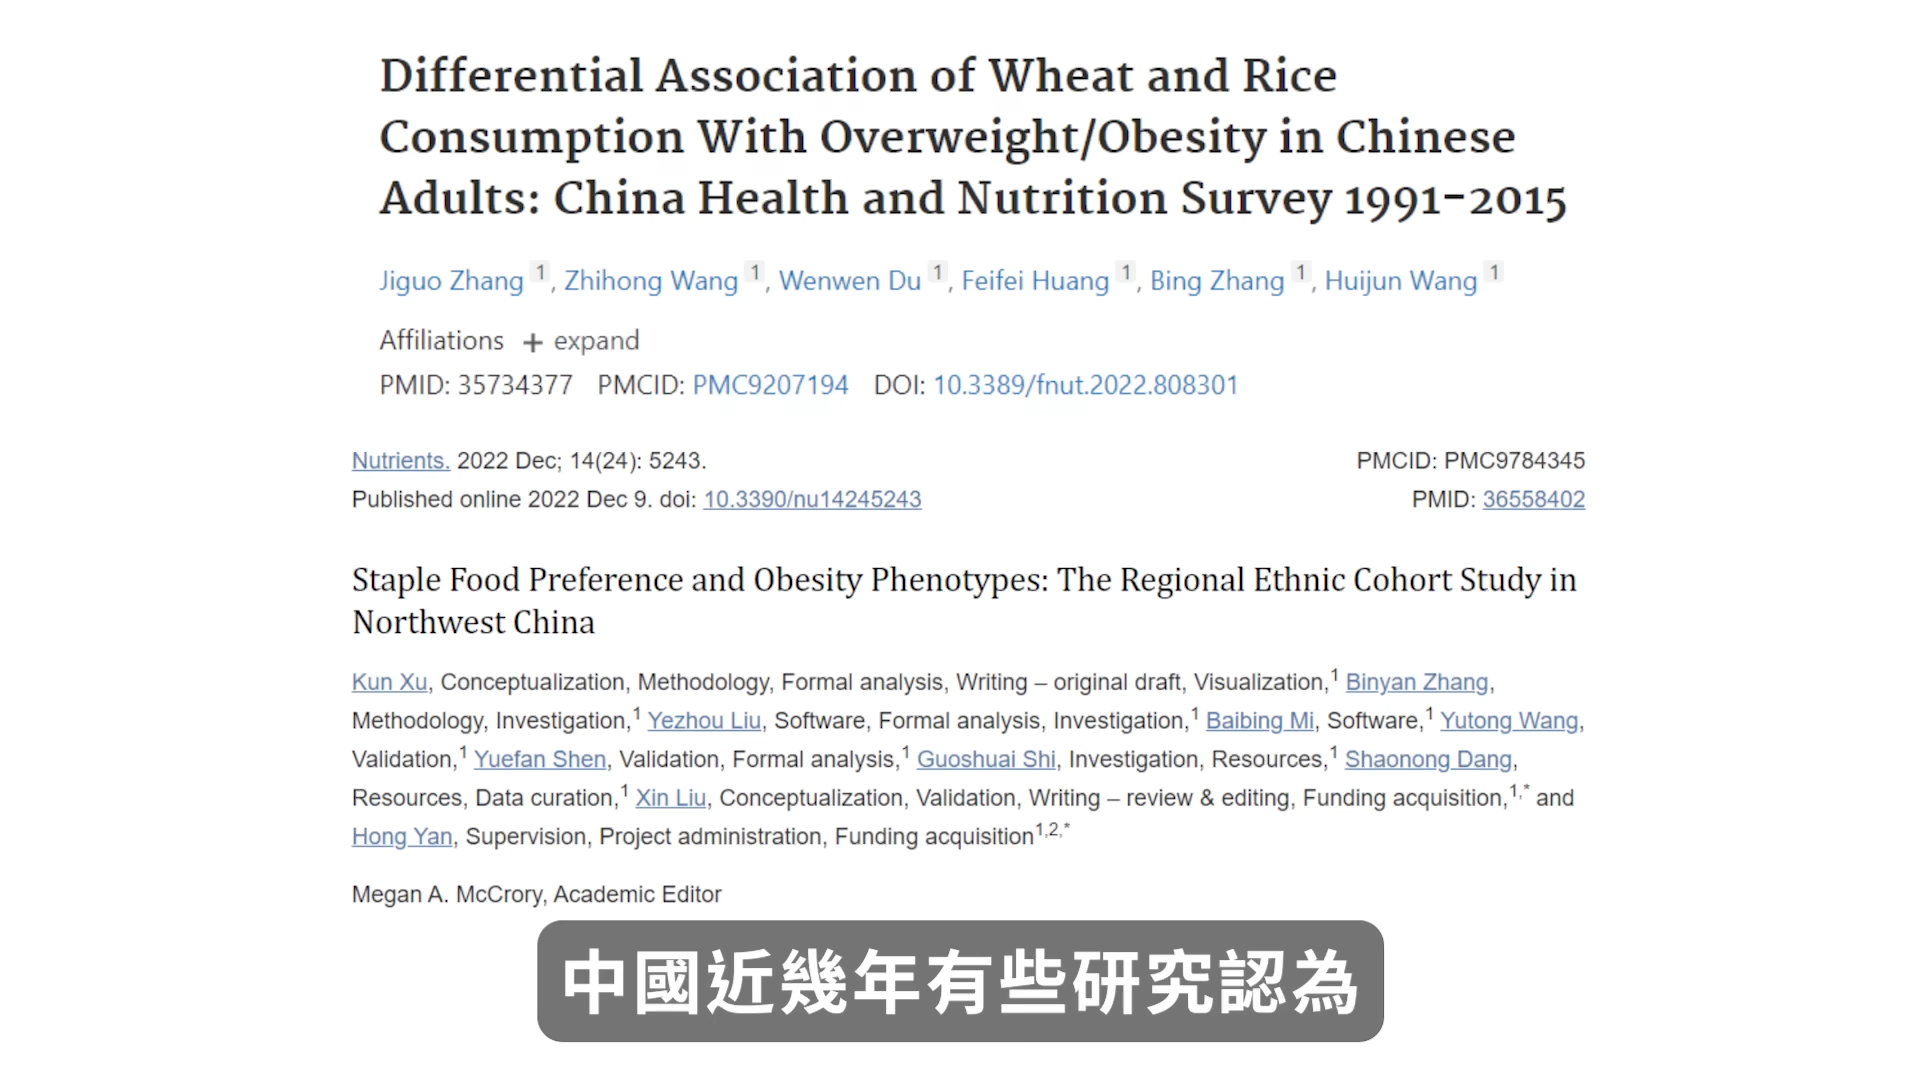 Differential Association of Wheat and Rice
Consumption With Overweight/Obesity in Chinese
Adults: China Health and Nutrition Survey 1991-2015
Jiguo Zhang 1, Zhihong Wang 1, Wenwen Du 1, Feifei Huang 1, Bing Zhang 1, Huijun Wang 1
Affiliations + expand
PMID: 35734377 PMCID: PMC9207194 DOI: 10.3389/fnut.2022.808301
Nutrients. 2022 Dec; 14(24): 5243. PMCID: PMC9784345
Published online 2022 Dec 9. doi: 10.3390/nu14245243 PMID: 36558402
Staple Food Preference and Obesity Phenotypes: The Regional Ethnic Cohort Study in
Northwest China
Kun Xu, Conceptualization, Methodology, Formal analysis, Writing – original draft, Visualization,1 Binyan Zhang,
Methodology, Investigation,1 Yezhou Liu, Software, Formal analysis, Investigation,1 Baibing Mi, Software,1 Yutong Wang,
Validation,1 Yuefan Shen, Validation, Formal analysis,1 Guoshuai Shi, Investigation, Resources,1 Shaonong Dang,
Resources, Data curation,1 Xin Liu, Conceptualization, Validation, Writing – review & editing, Funding acquisition,1,* and
Hong Yan, Supervision, Project administration, Funding acquisition1,2,*
Megan A. McCrory, Academic Editor
中國近幾年有些研究認為